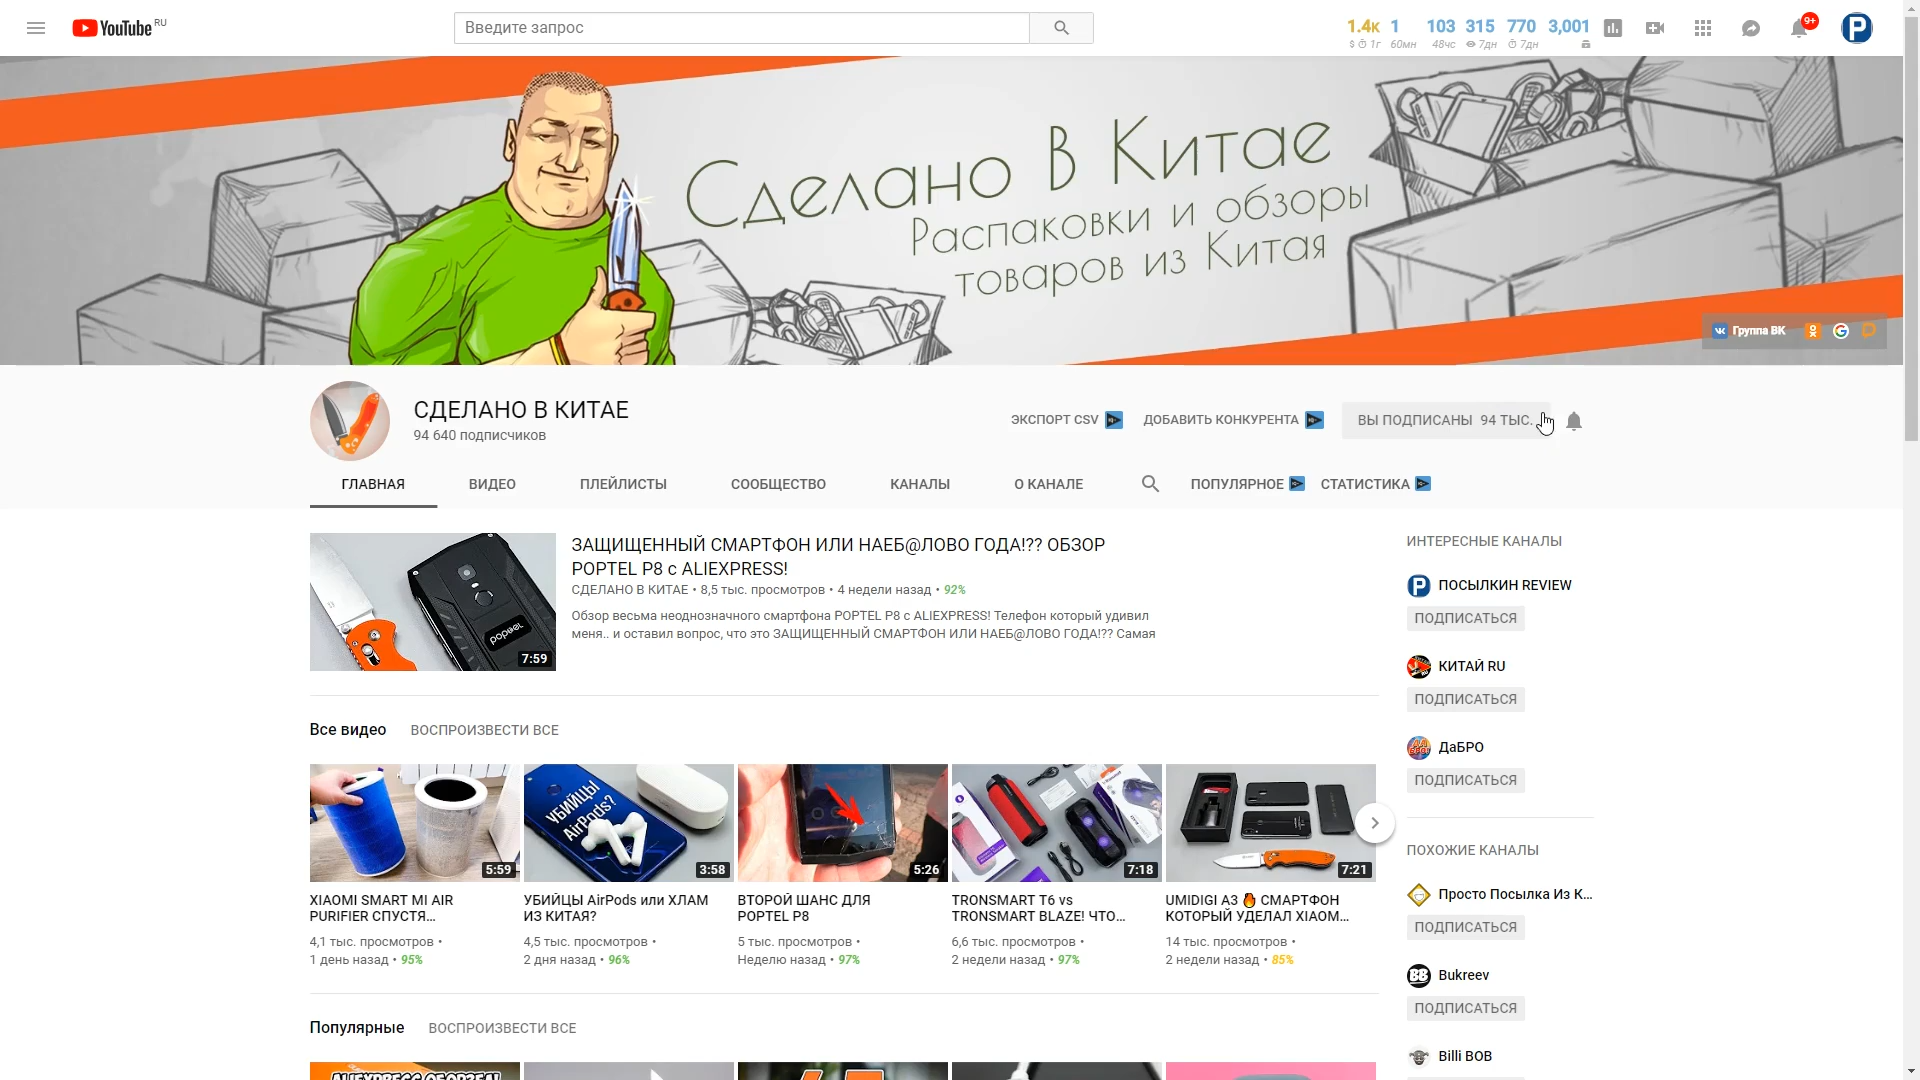 YouTube RU
Введите запрос
1.4к 1 103 315 770 3,001
$ 1г 60мн 48чс 7дн 7дн
9+
Сделано В Китае
Распаковки и обзоры
товаров из Китая
Группа ВК
СДЕЛАНО В КИТАЕ
94 640 подписчиков
ЭКСПОРТ CSV
ДОБАВИТЬ КОНКУРЕНТА
ВЫ ПОДПИСАНЫ 94 ТЫС.
ГЛАВНАЯ
ВИДЕО
ПЛЕЙЛИСТЫ
СООБЩЕСТВО
КАНАЛЫ
О КАНАЛЕ
ПОПУЛЯРНОЕ
СТАТИСТИКА
poptel
7:59
ЗАЩИЩЕННЫЙ СМАРТФОН ИЛИ НАЕБ@ЛОВО ГОДА!?? ОБЗОР
POPTEL P8 с ALIEXPRESS!
СДЕЛАНО В КИТАЕ • 8,5 тыс. просмотров • 4 недели назад • 92%
Обзор весьма неоднозначного смартфона POPTEL P8 с ALIEXPRESS! Телефон который удивил
меня.. и оставил вопрос, что это ЗАЩИЩЕННЫЙ СМАРТФОН ИЛИ НАЕБ@ЛОВО ГОДА!?? Самая
Все видео
ВОСПРОИЗВЕСТИ ВСЕ
5:59
XIAOMI SMART MI AIR
PURIFIER СПУСТЯ...
4,1 тыс. просмотров •
1 день назад • 95%
УБИЙЦЫ
AirPods?
3:58
УБИЙЦЫ AirPods или ХЛАМ
ИЗ КИТАЯ?
4,5 тыс. просмотров •
2 дня назад • 96%
5:26
ВТОРОЙ ШАНС ДЛЯ
POPTEL P8
5 тыс. просмотров •
Неделю назад • 97%
7:18
TRONSMART T6 vs
TRONSMART BLAZE! ЧТО...
6,6 тыс. просмотров •
2 недели назад • 97%
7:21
UMIDIGI A3 🔥 СМАРТФОН
КОТОРЫЙ УДЕЛАЛ XIAOM...
14 тыс. просмотров •
2 недели назад • 85%
Популярные
ВОСПРОИЗВЕСТИ ВСЕ
ALIEXPRESS ОБОРЗЕЛ!
ИНТЕРЕСНЫЕ КАНАЛЫ
ПОСЫЛКИН REVIEW
ПОДПИСАТЬСЯ
КИТАЙ RU
ПОДПИСАТЬСЯ
ДаБРО
ПОДПИСАТЬСЯ
ПОХОЖИЕ КАНАЛЫ
Просто Посылка Из К...
ПОДПИСАТЬСЯ
Bukreev
ПОДПИСАТЬСЯ
Billi BOB